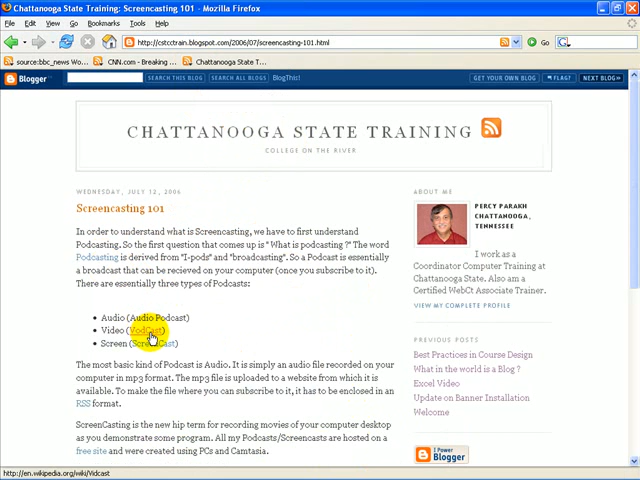 Chattanooga State Training: Screencasting 101 - Mozilla Firefox
File Edit View Go Bookmarks Tools Help
http://cstcctrain.blogspot.com/2006/07/screencasting-101.html Go
source:bbc_news Wo... CNN.com - Breaking ... Chattanooga State T...
Blogger SEARCH THIS BLOG SEARCH ALL BLOGS BlogThis! GET YOUR OWN BLOG FLAG? NEXT BLOG»
CHATTANOOGA STATE TRAINING
COLLEGE ON THE RIVER
WEDNESDAY, JULY 12, 2006
Screencasting 101
In order to understand what is Screencasting, we have to first understand
Podcasting. So the first question that comes up is " What is podcasting ?" The word
Podcasting is derived from "I-pods" and "broadcasting". So a Podcast is essentially
a broadcast that can be recieved on your computer (once you subscribe to it).
There are essentially three types of Podcasts:
• Audio (Audio Podcast)
• Video (VodCast)
• Screen (ScreenCast)
The most basic kind of Podcast is Audio. It is simply an audio file recorded on your
computer in mp3 format. The mp3 file is uploaded to a website from which it is
available. To make the file where you can subscribe to it, it has to be enclosed in an
RSS format.
ScreenCasting is the new hip term for recording movies of your computer desktop
as you demonstrate some program. All my Podcasts/Screencasts are hosted on a
free site and were created using PCs and Camtasia.
ABOUT ME
PERCY PARAKH
CHATTANOOGA,
TENNESSEE
I work as a
Coordinator Computer Training at
Chattanooga State. Also am a
Certified WebCt Associate Trainer.
VIEW MY COMPLETE PROFILE
PREVIOUS POSTS
Best Practices in Course Design
What in the world is a Blog ?
Excel Video
Update on Banner Installation
Welcome
I Power
Blogger
http://en.wikipedia.org/wiki/Vidcast